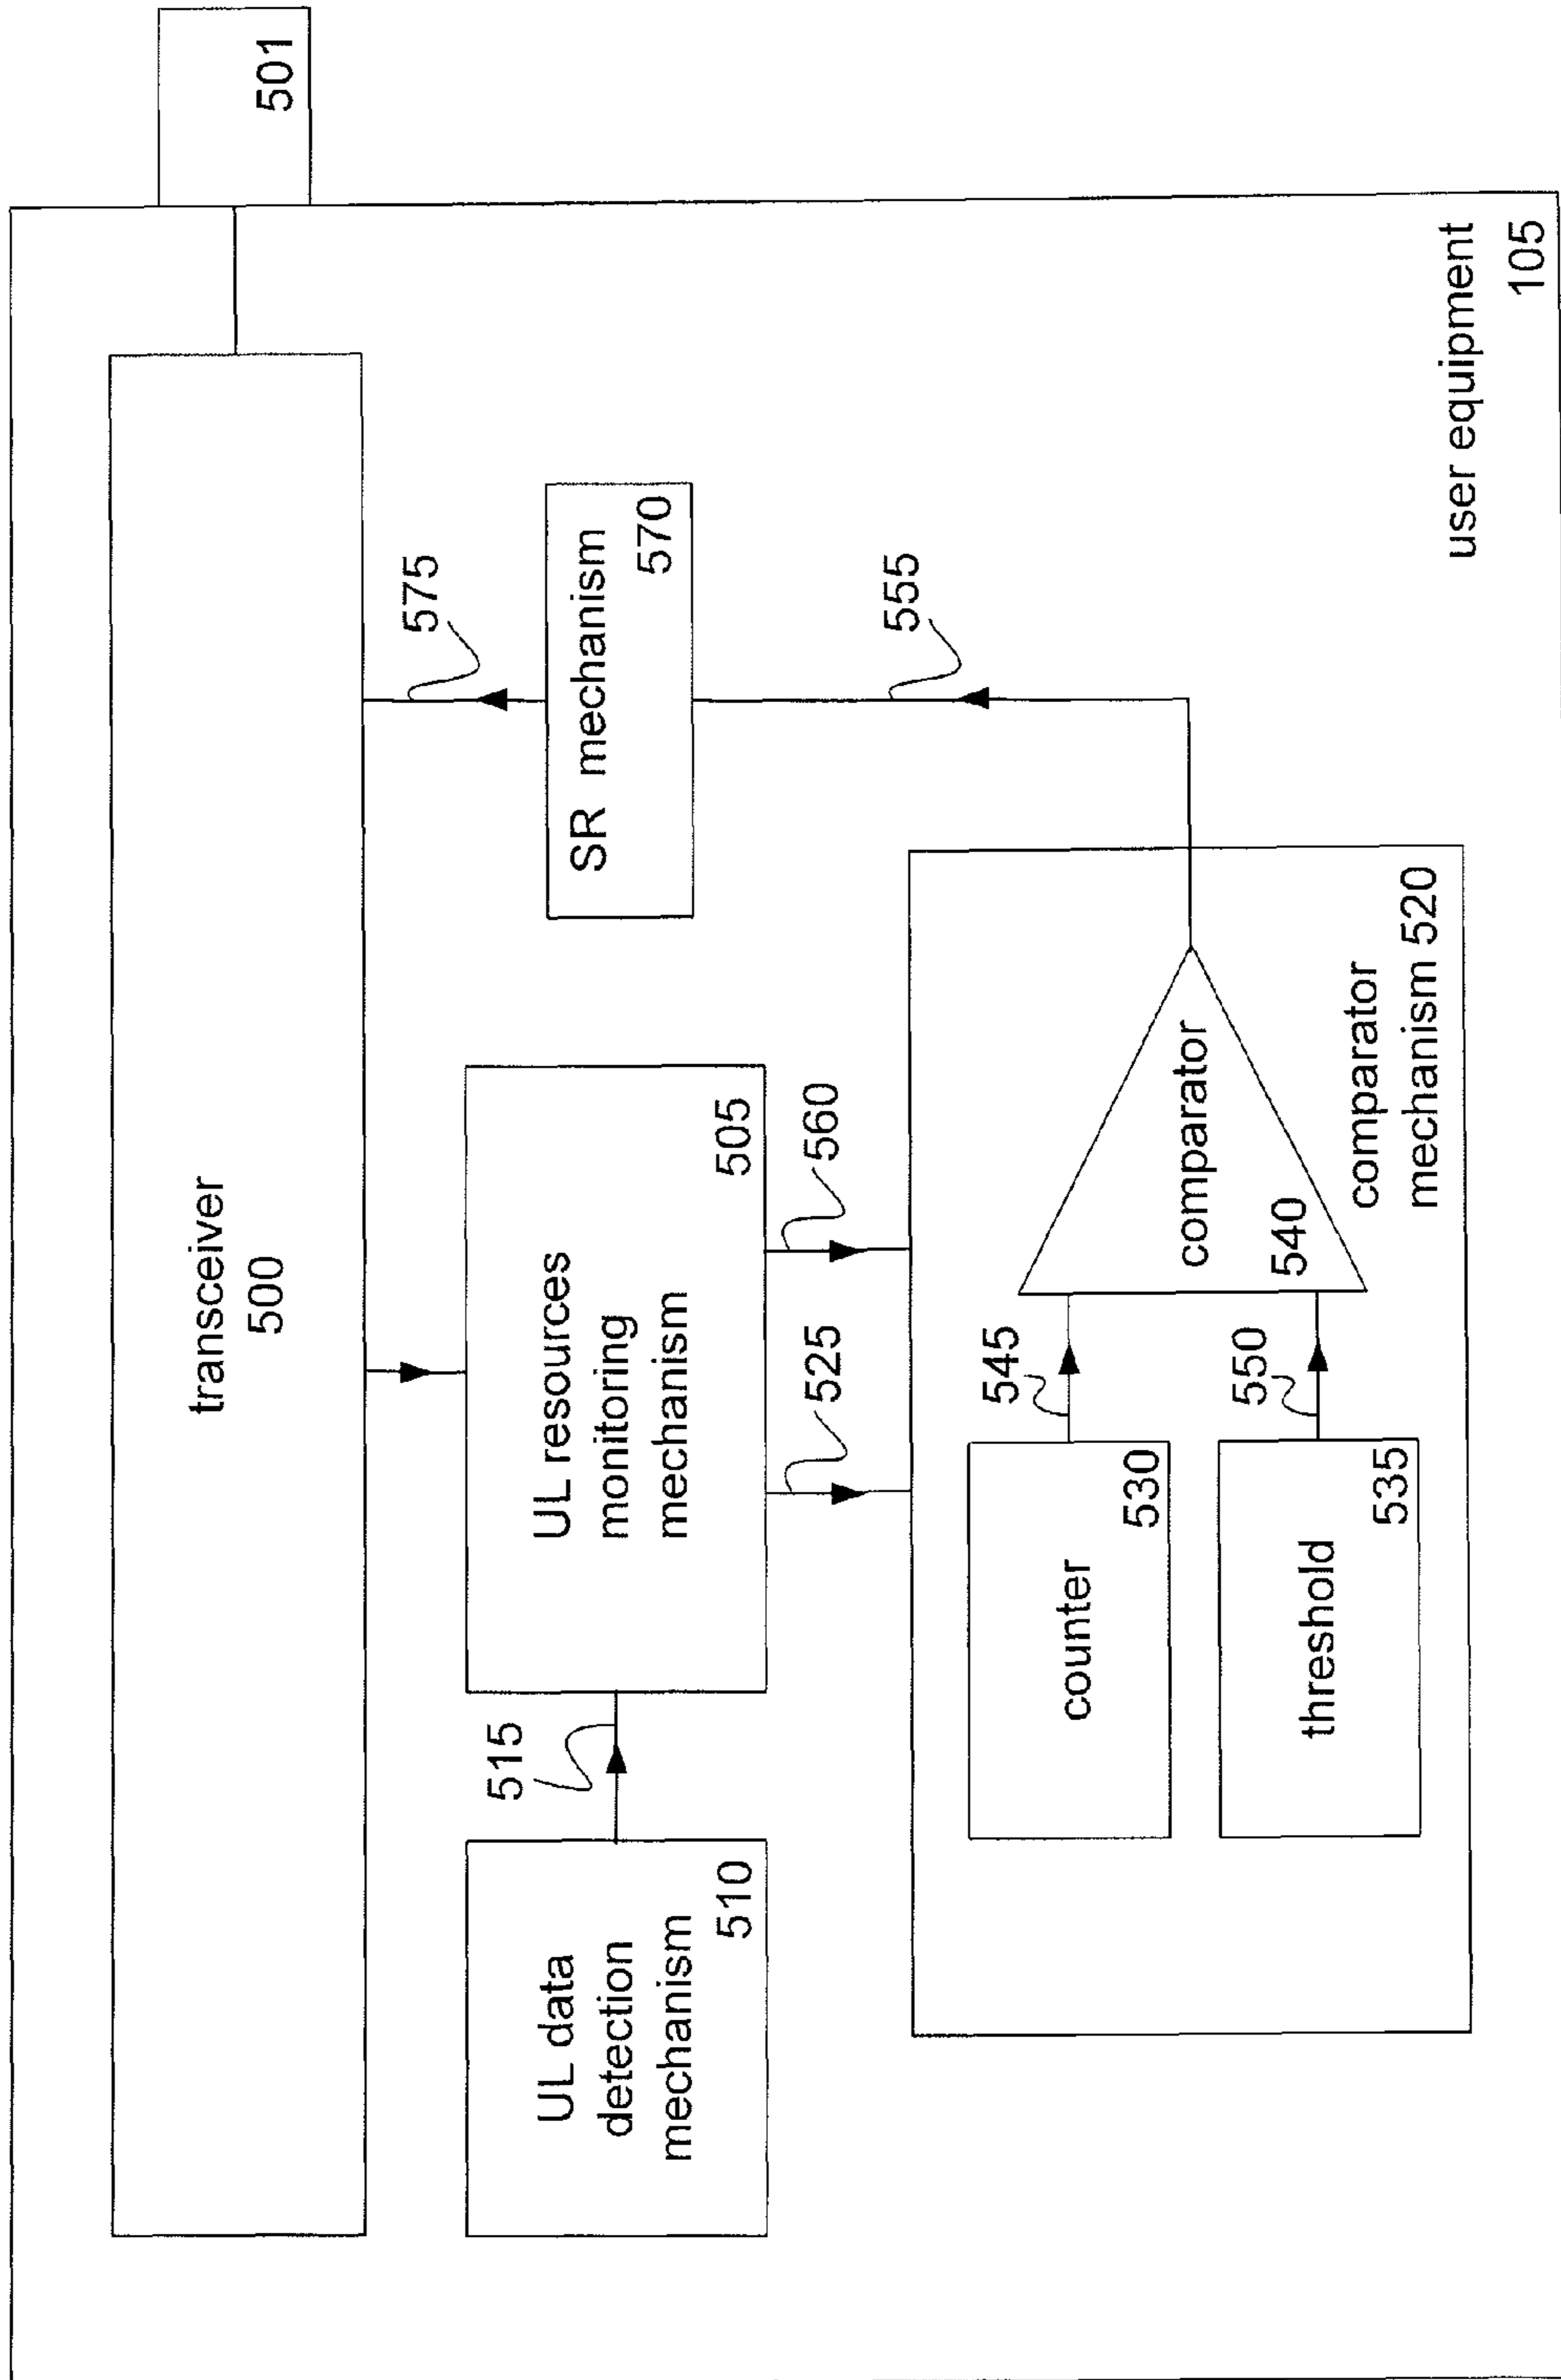 501
transceiver
500
575
SR mechanism
570
UL data
detection
mechanism
510
515
UL resources
monitoring
mechanism
505
525
560
555
counter
530
545
threshold
535
550
comparator
540
comparator
mechanism 520
user equipment
105